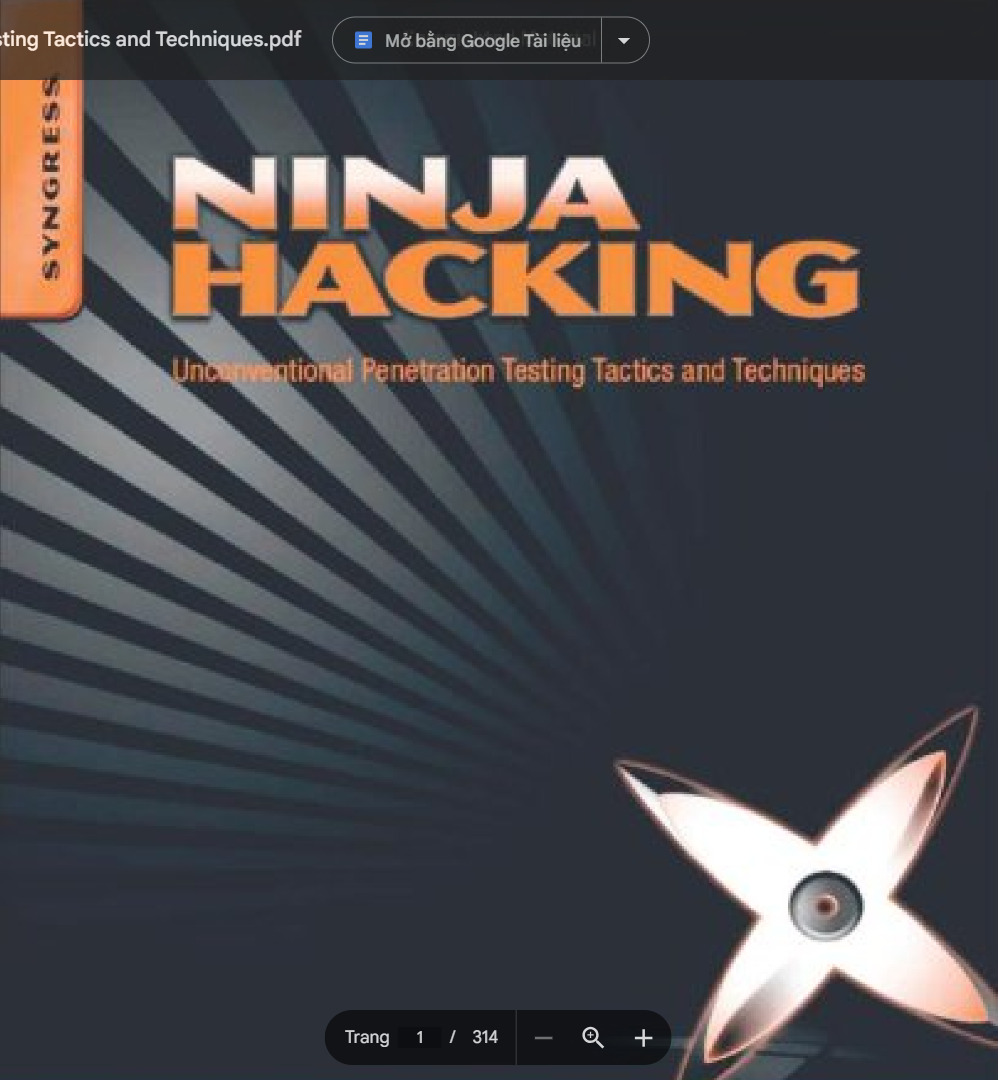 sting Tactics and Techniques.pdf
Mở bằng Google Tài liệu
SYNGRESS
NINJA
HACKING
Unconventional Penetration Testing Tactics and Techniques
Trang 1 / 314